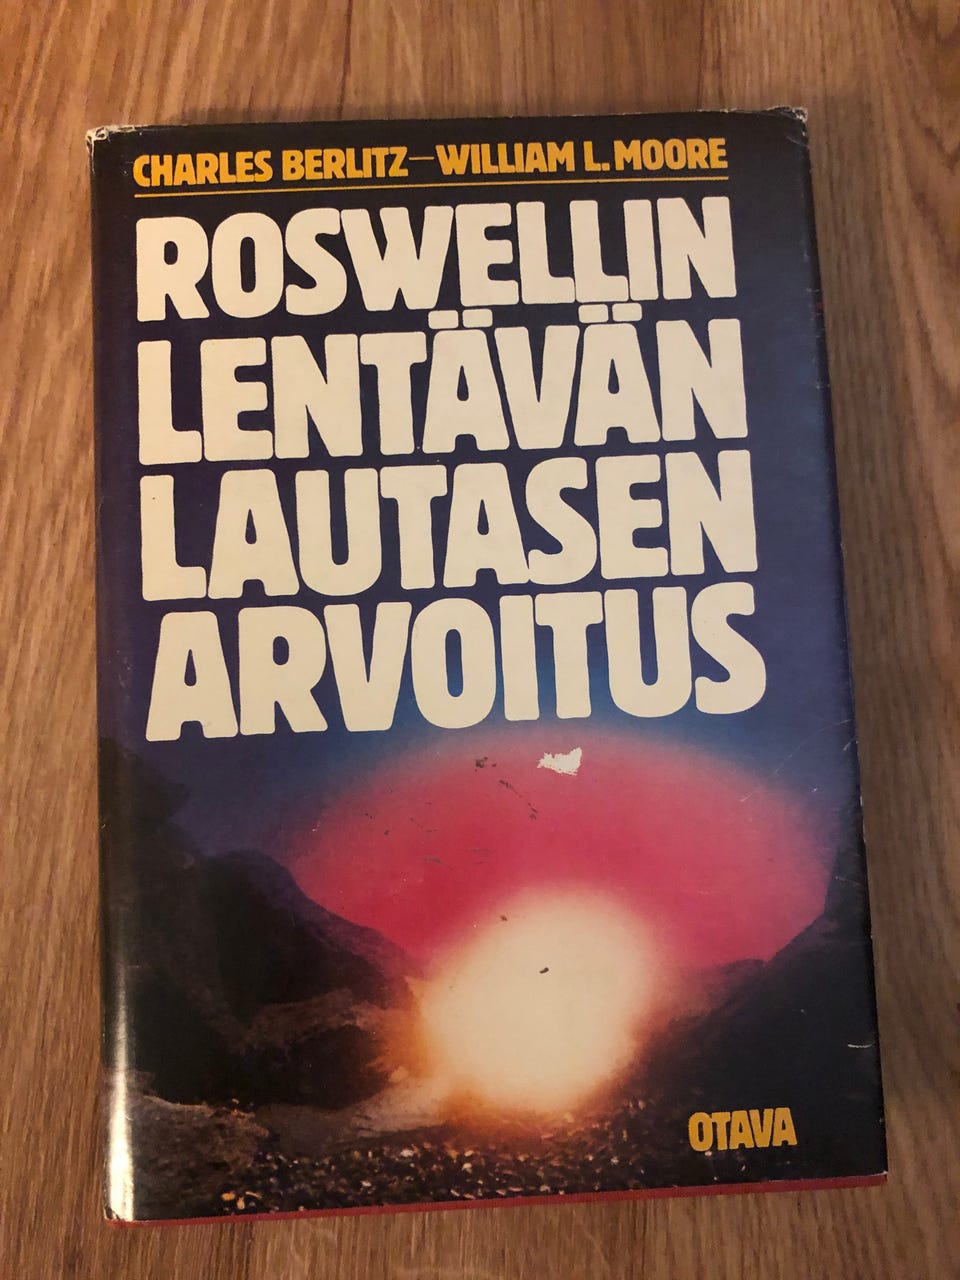 CHARLES BERLITZ—WILLIAM L. MOORE
ROSWELLIN
LENTÄVÄN
LAUTASEN
ARVOITUS
OTAVA